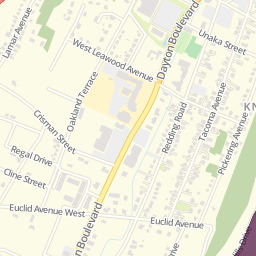 Lamar Avenue
Unaka Street
West Leawood Avenue
Dayton Boulevard
Oakland Terrace
KN
Crisman Street
Redding Road
Tacoma Avenue
Pickering Avenue
Regal Drive
Cline Street
Euclid Avenue West
Euclid Avenue
on Boulevard